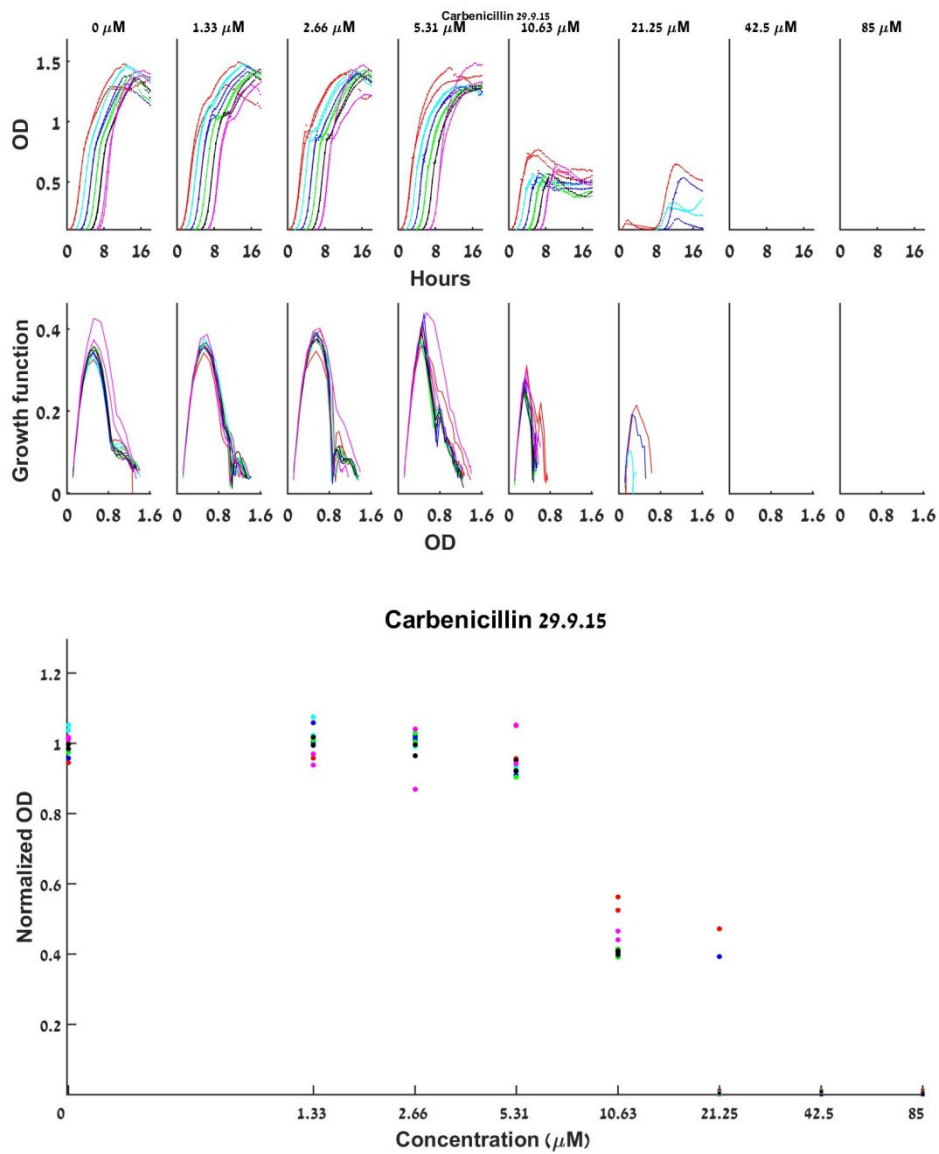 Carbenicillin 29.9.15
0 μM 1.33 μM 2.66 μM 5.31 μM 10.63 μM 21.25 μM 42.5 μM 85 μM
1.5
1
0.5
OD
0 8 16 0 8 16 0 8 16 0 8 16 0 8 16 0 8 16 0 8 16 0 8 16
Hours
0.4
0.2
0
Growth function
0 0.8 1.6 0 0.8 1.6 0 0.8 1.6 0 0.8 1.6 0 0.8 1.6 0 0.8 1.6 0 0.8 1.6 0 0.8 1.6
OD
Carbenicillin 29.9.15
1.2
1
0.8
0.6
0.4
0.2
Normalized OD
0 1.33 2.66 5.31 10.63 21.25 42.5 85
Concentration (μM)